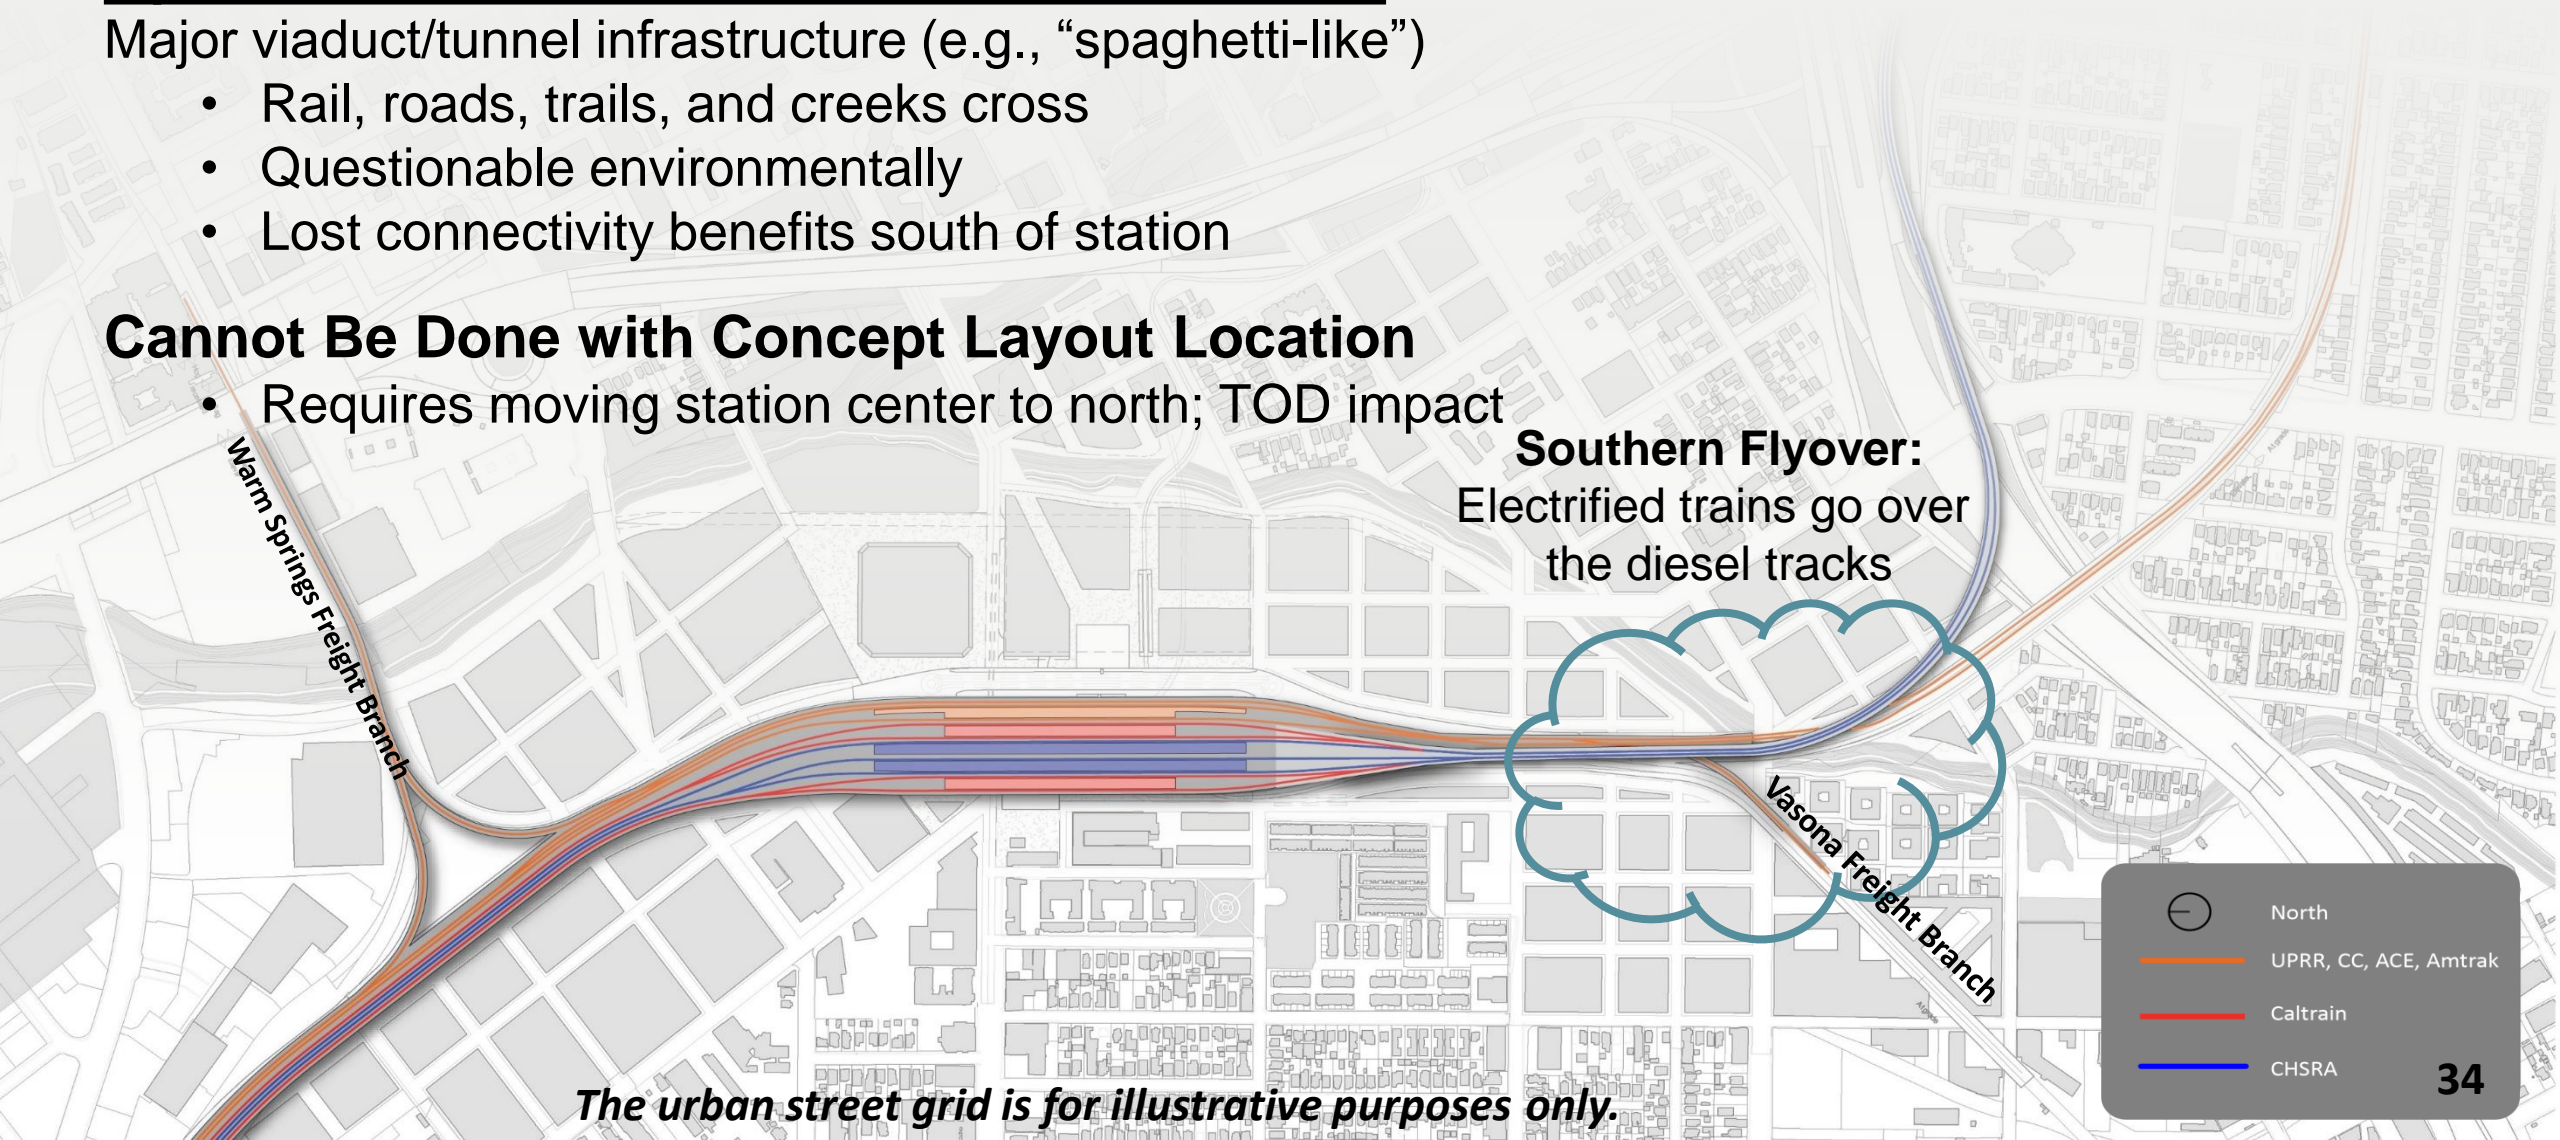 Major viaduct/tunnel infrastructure (e.g., “spaghetti-like”)
• Rail, roads, trails, and creeks cross
• Questionable environmentally
• Lost connectivity benefits south of station
Cannot Be Done with Concept Layout Location
• Requires moving station center to north; TOD impact
Southern Flyover:
Electrified trains go over
the diesel tracks
Warm Springs Freight Branch
Vasona Freight Branch
North
UPRR, CC, ACE, Amtrak
Caltrain
CHSRA
34
The urban street grid is for illustrative purposes only.